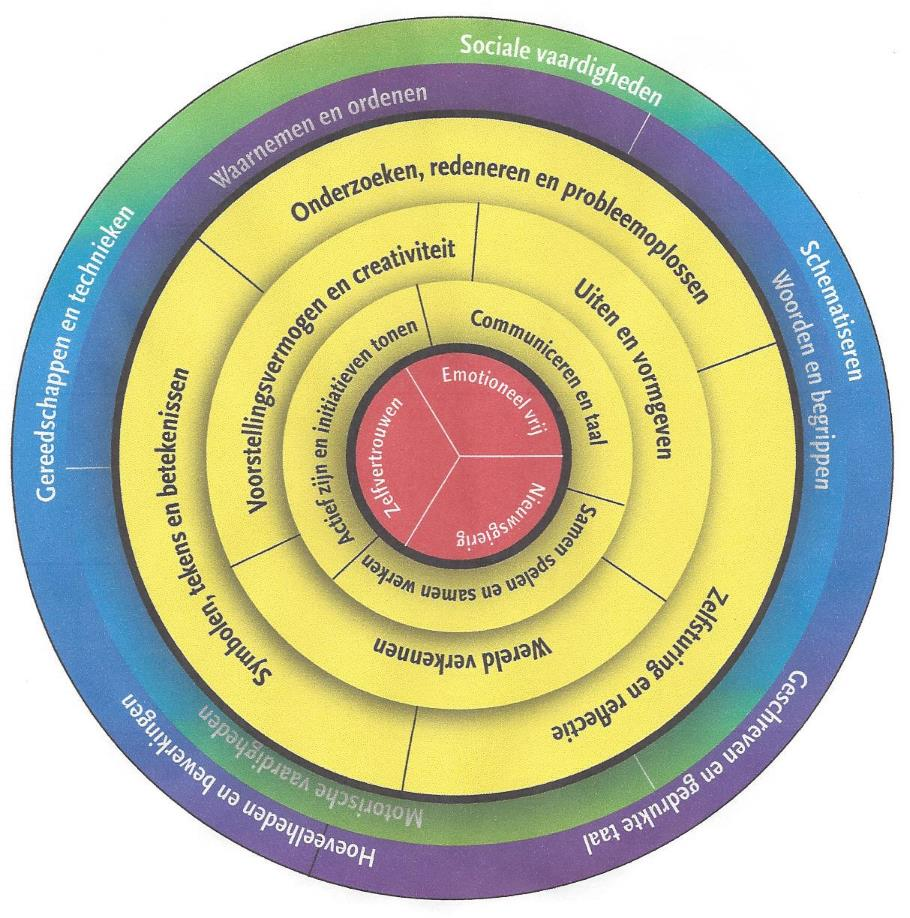 Sociale vaardigheden
Schematiseren
Geschreven en gedrukte taal
Hoeveelheden en bewerkingen
Gereedschappen en technieken
Waarnemen en ordenen
Woorden en begrippen
Motorische vaardigheden
Onderzoeken, redeneren en probleemoplossen
Zelfsturing en reflectie
Symbolen, tekens en betekenissen
Voorstellingsvermogen en creativiteit
Uiten en vormgeven
Wereld verkennen
Actief zijn en initiatieven tonen
Communiceren en taal
Samen spelen en samen werken
Emotioneel vrij
Nieuwsgierig
Zelfvertrouwen